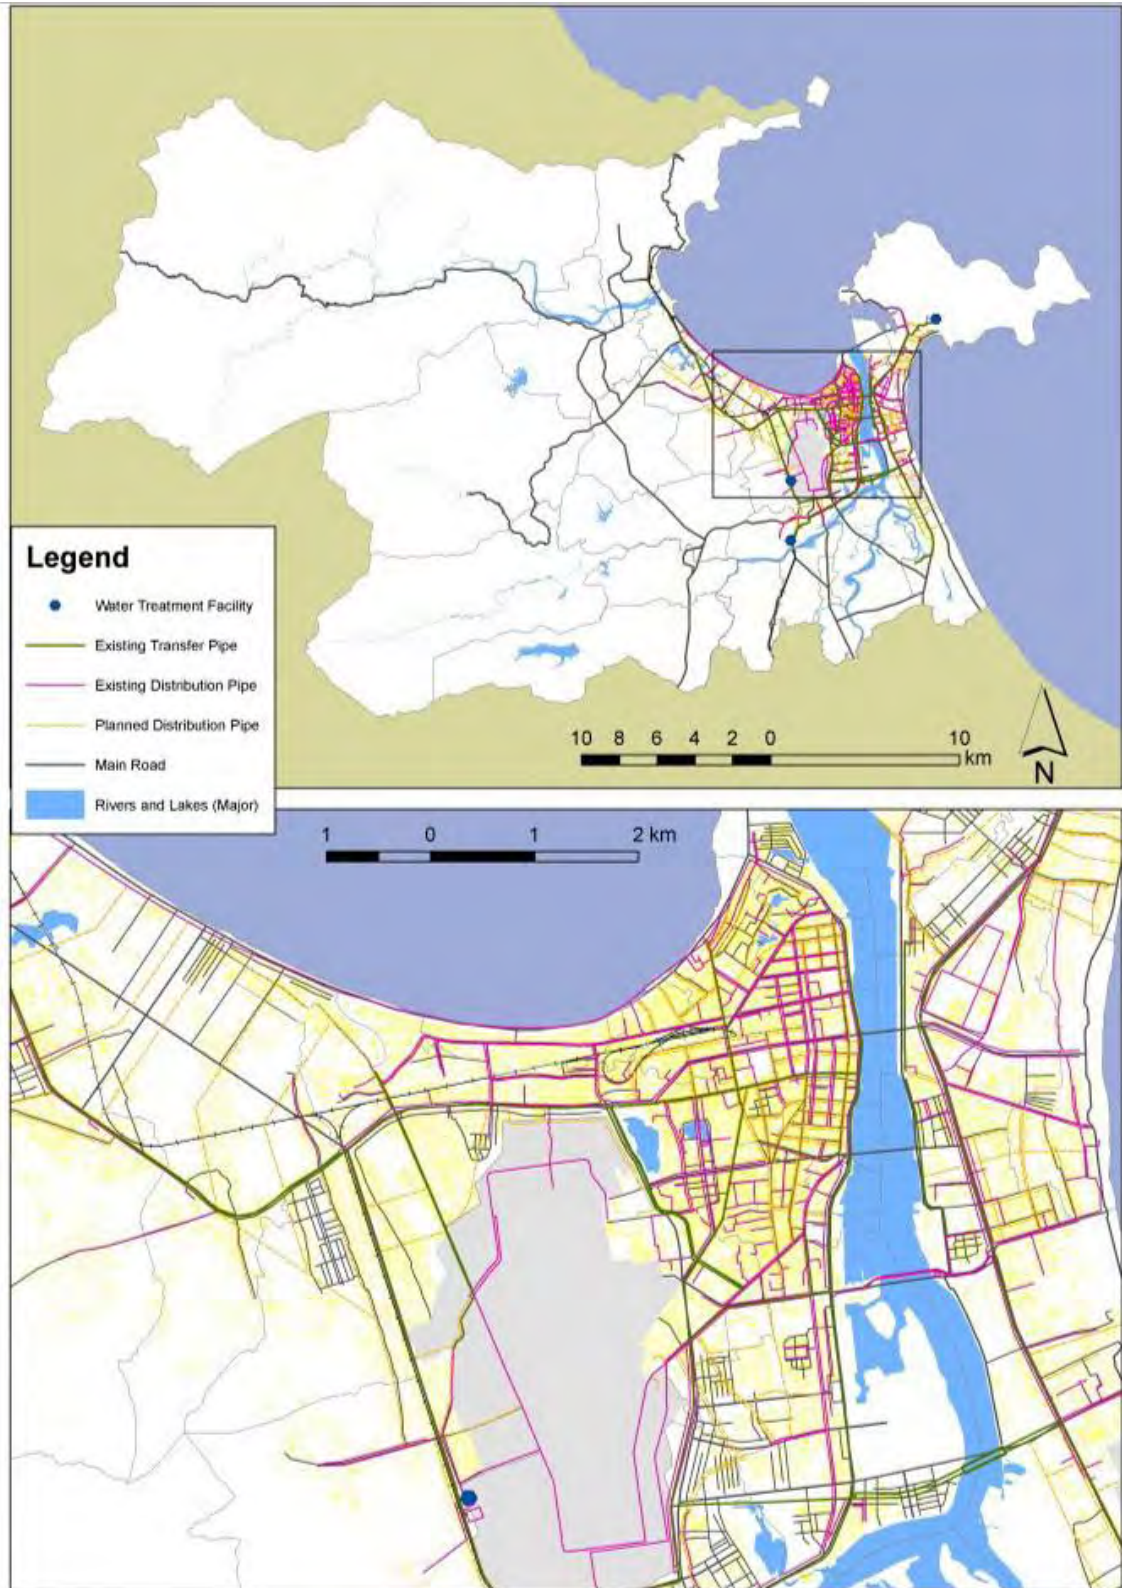 Legend
Water Treatment Facility
Existing Transfer Pipe
Existing Distribution Pipe
Planned Distribution Pipe
Main Road
Rivers and Lakes (Major)
10 8 6 4 2 0 10
km
N
1 0 1 2 km